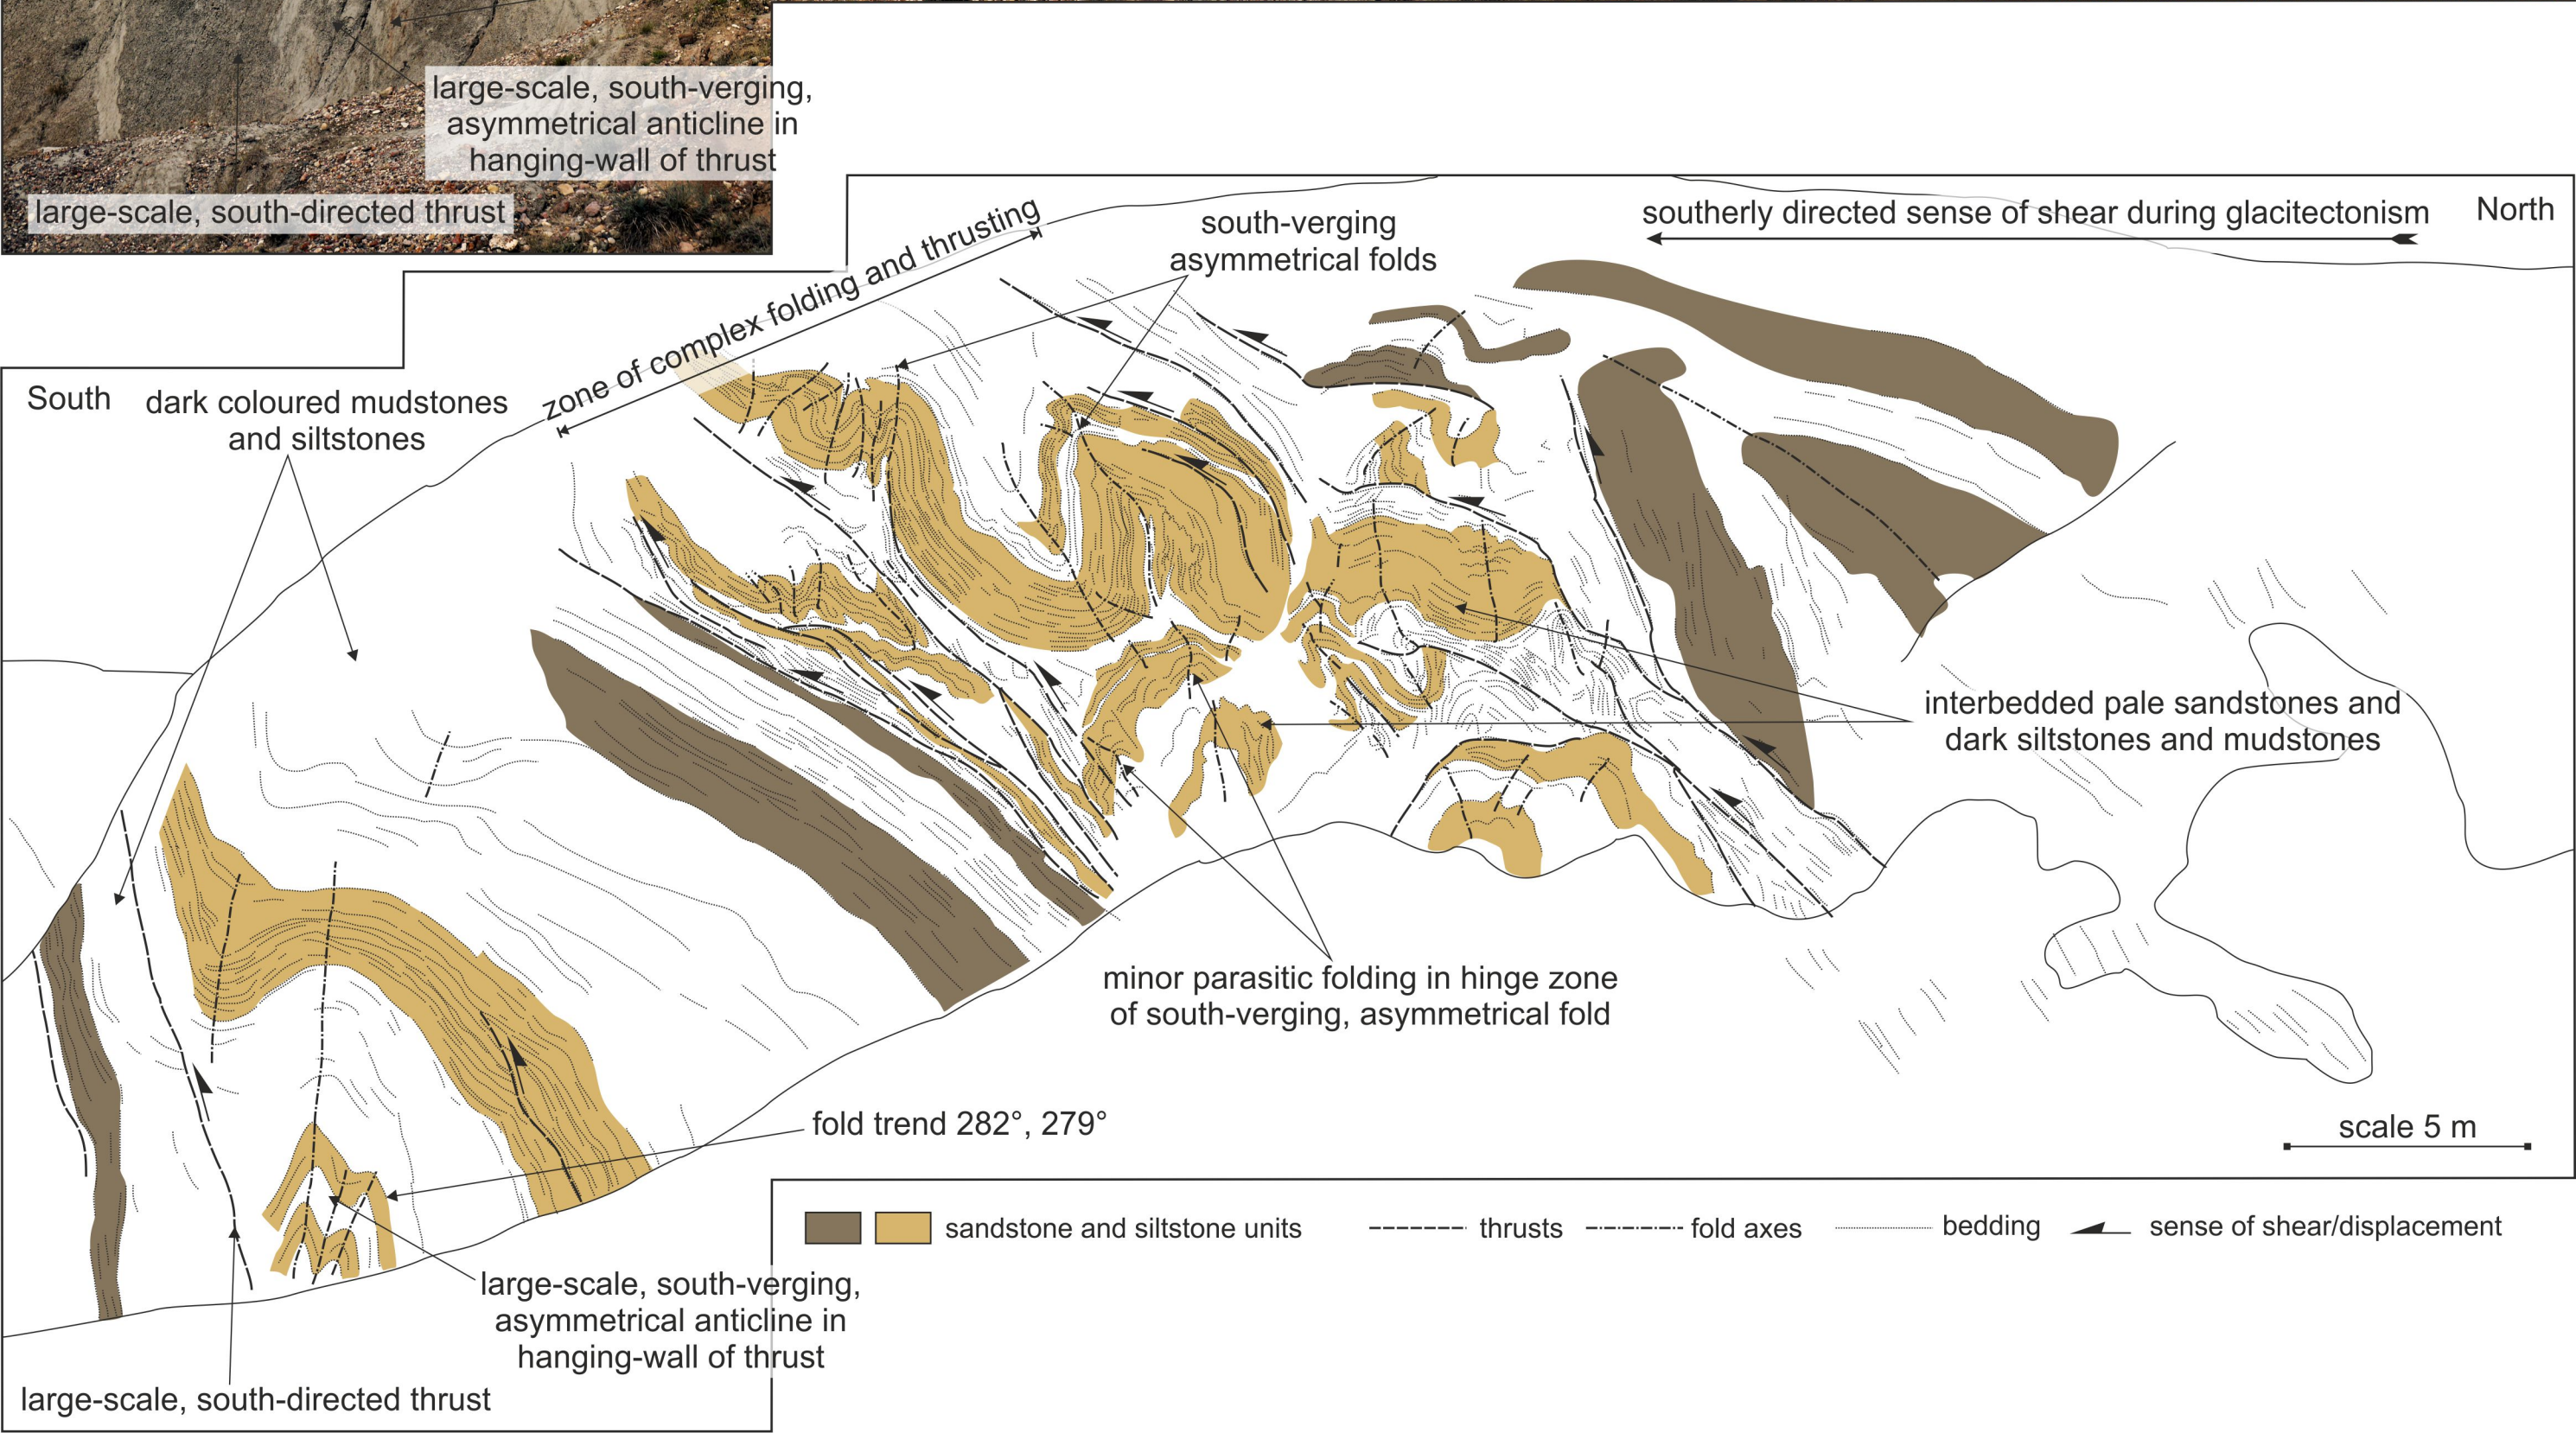 large-scale, south-verging,
asymmetrical anticline in
hanging-wall of thrust
large-scale, south-directed thrust
zone of complex folding and thrusting
south-verging
asymmetrical folds
southerly directed sense of shear during glacitectonism
North
South
dark coloured mudstones
and siltstones
interbedded pale sandstones and
dark siltstones and mudstones
minor parasitic folding in hinge zone
of south-verging, asymmetrical fold
fold trend 282°, 279°
scale 5 m
sandstone and siltstone units
thrusts
fold axes
bedding
sense of shear/displacement
large-scale, south-verging,
asymmetrical anticline in
hanging-wall of thrust
large-scale, south-directed thrust